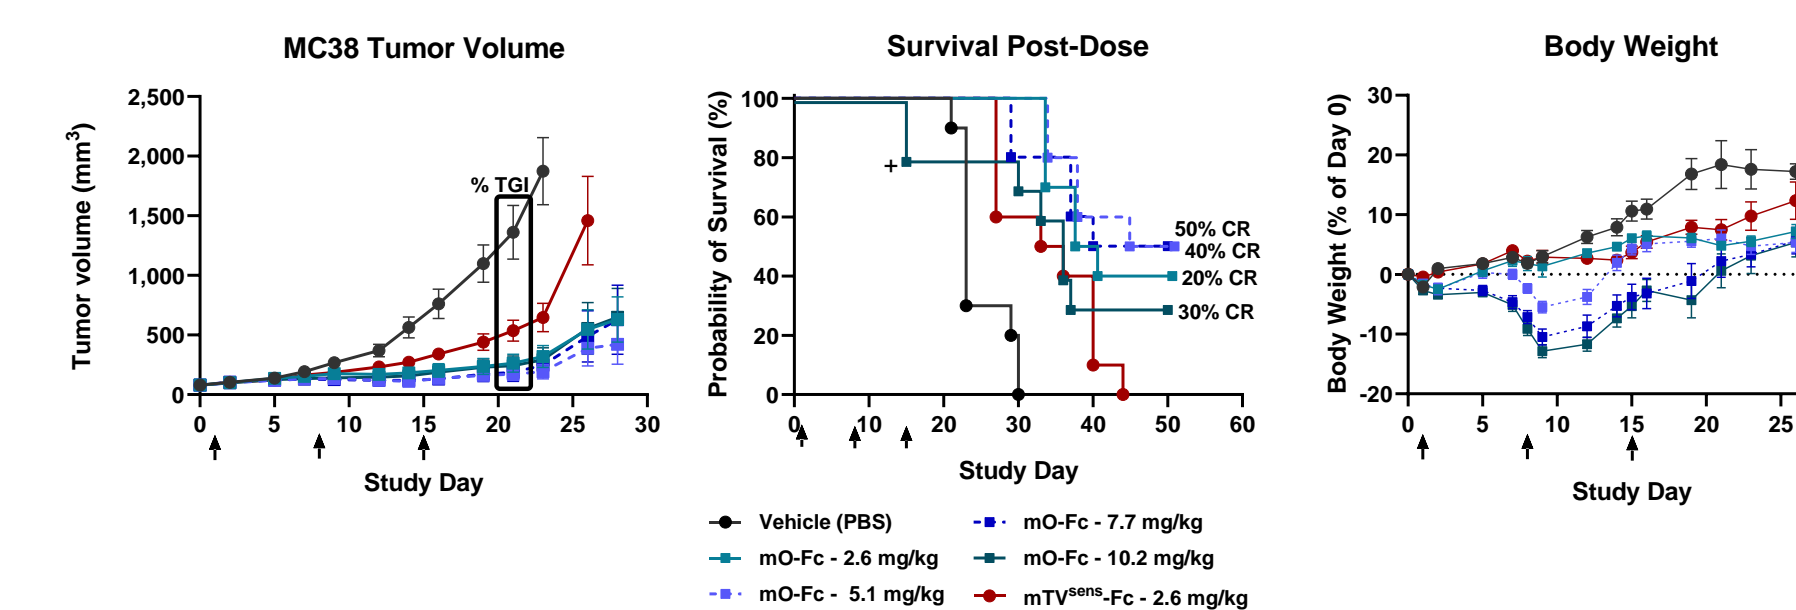 MC38 Tumor Volume
Tumor volume (mm³)
2,500
2,000
1,500
1,000
500
0
% TGI
0 5 10 15 20 25 30
Study Day
Survival Post-Dose
Probability of Survival (%)
100
80
60
40
20
0
+
50% CR
40% CR
20% CR
30% CR
0 10 20 30 40 50 60
Study Day
Body Weight
Body Weight (% of Day 0)
30
20
10
0
-10
-20
0 5 10 15 20 25
Study Day
Vehicle (PBS)
mO-Fc - 2.6 mg/kg
mO-Fc - 5.1 mg/kg
mO-Fc - 7.7 mg/kg
mO-Fc - 10.2 mg/kg
mTVsens-Fc - 2.6 mg/kg